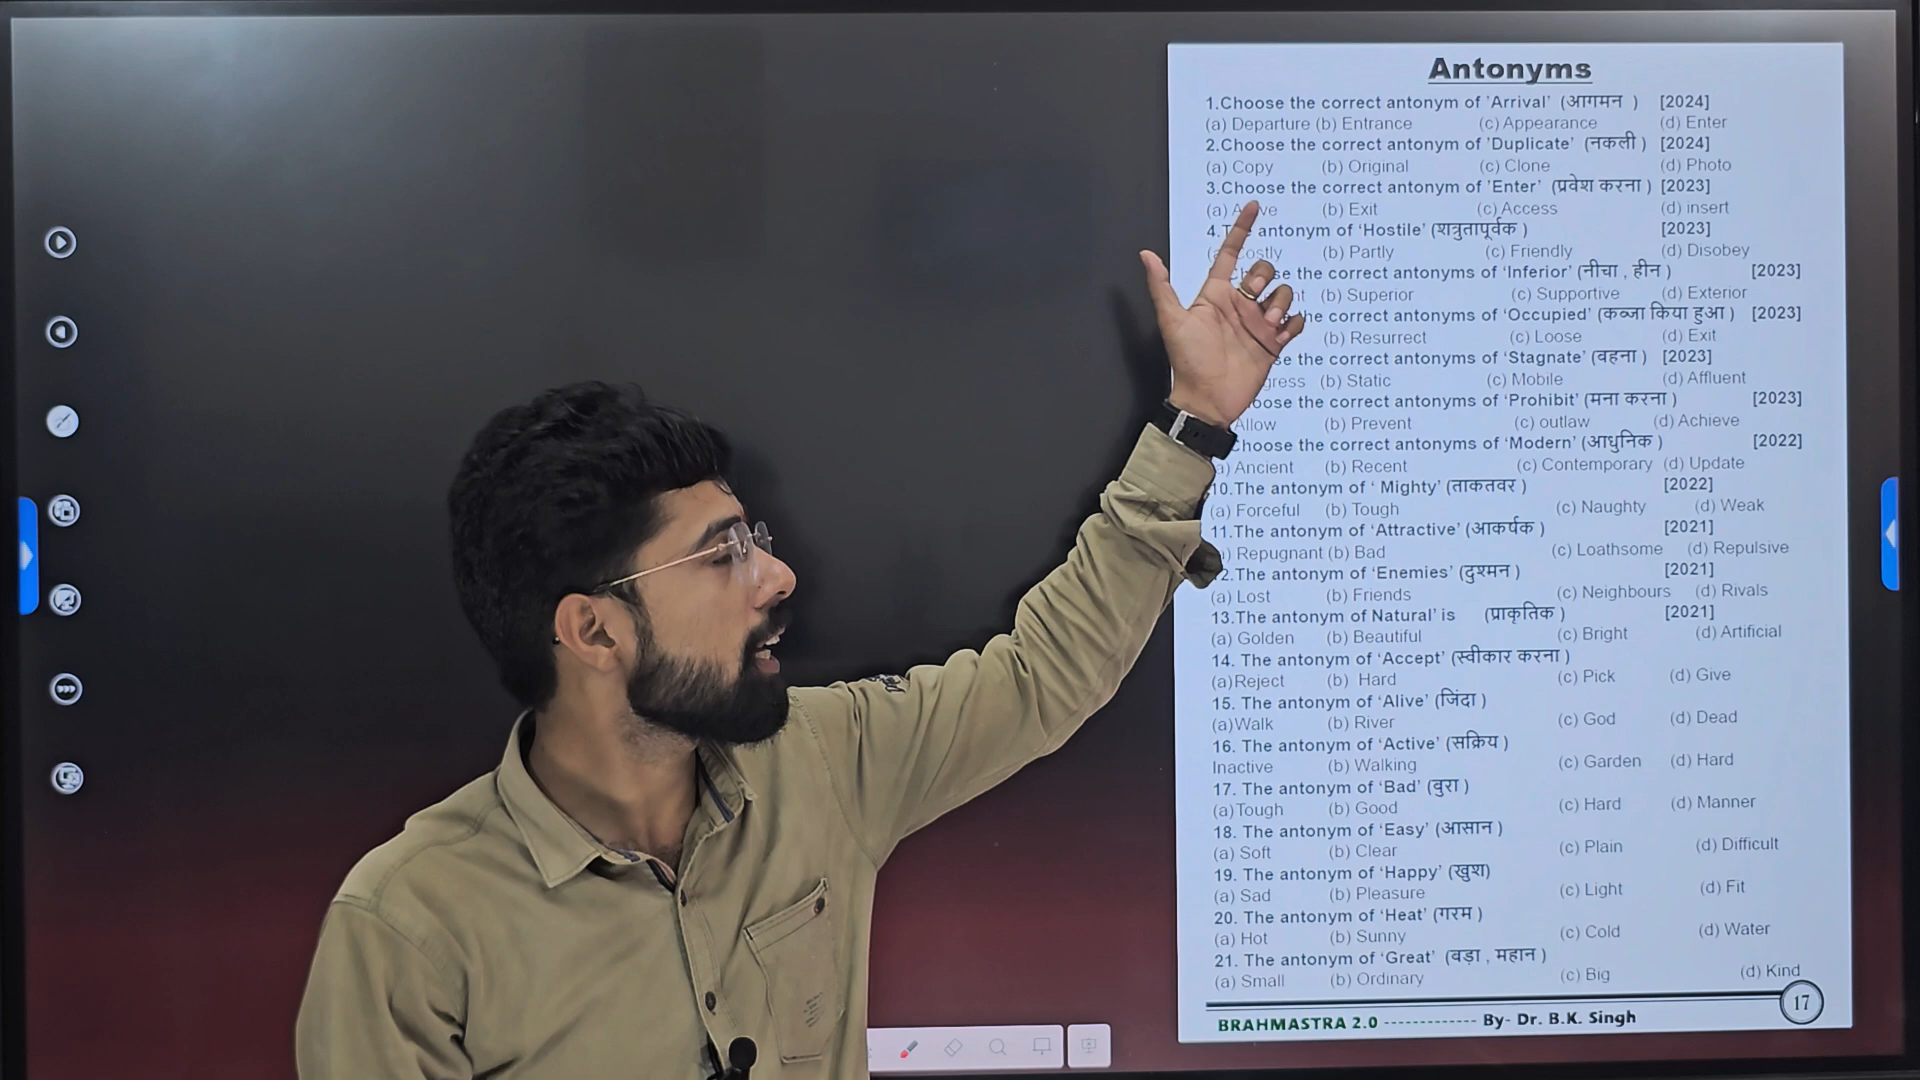 Antonyms
1.Choose the correct antonym of 'Arrival' (आगमन ) [2024]
(a) Departure (b) Entrance (c) Appearance (d) Enter
2.Choose the correct antonym of 'Duplicate' (नकली ) [2024]
(a) Copy (b) Original (c) Clone (d) Photo
3.Choose the correct antonym of 'Enter' (प्रवेश करना ) [2023]
(a) (b) Exit (c) Access (d) insert
4. antonym of ‘Hostile’ (शत्रुतापूर्वक ) [2023]
(b) Partly (c) Friendly (d) Disobey
the correct antonyms of ‘Inferior’ (नीचा , हीन ) [2023]
(b) Superior (c) Supportive (d) Exterior
the correct antonyms of ‘Occupied’ (कब्जा किया हुआ ) [2023]
(b) Resurrect (c) Loose (d) Exit
the correct antonyms of ‘Stagnate’ (वहना ) [2023]
(b) Static (c) Mobile (d) Affluent
the correct antonyms of ‘Prohibit’ (मना करना ) [2023]
Allow (b) Prevent (c) outlaw (d) Achieve
Choose the correct antonyms of ‘Modern’ (आधुनिक ) [2022]
(a) Ancient (b) Recent (c) Contemporary (d) Update
10.The antonym of ‘ Mighty’ (ताकतवर ) [2022]
(a) Forceful (b) Tough (c) Naughty (d) Weak
11.The antonym of ‘Attractive’ (आकर्षक ) [2021]
Repugnant (b) Bad (c) Loathsome (d) Repulsive
2.The antonym of ‘Enemies’ (दुश्मन ) [2021]
(a) Lost (b) Friends (c) Neighbours (d) Rivals
13.The antonym of Natural’ is (प्राकृतिक ) [2021]
(a) Golden (b) Beautiful (c) Bright (d) Artificial
14. The antonym of ‘Accept’ (स्वीकार करना )
(a)Reject (b) Hard (c) Pick (d) Give
15. The antonym of ‘Alive’ (जिंदा )
(a)Walk (b) River (c) God (d) Dead
16. The antonym of ‘Active’ (सक्रिय )
Inactive (b) Walking (c) Garden (d) Hard
17. The antonym of ‘Bad’ (वुरा )
(a)Tough (b) Good (c) Hard (d) Manner
18. The antonym of ‘Easy’ (आसान )
(a) Soft (b) Clear (c) Plain (d) Difficult
19. The antonym of ‘Happy’ (खुश)
(a) Sad (b) Pleasure (c) Light (d) Fit
20. The antonym of ‘Heat’ (गरम )
(a) Hot (b) Sunny (c) Cold (d) Water
21. The antonym of ‘Great’ (बड़ा , महान )
(a) Small (b) Ordinary (c) Big (d) Kind
17
BRAHMASTRA 2.0 ------------ By- Dr. B.K. Singh